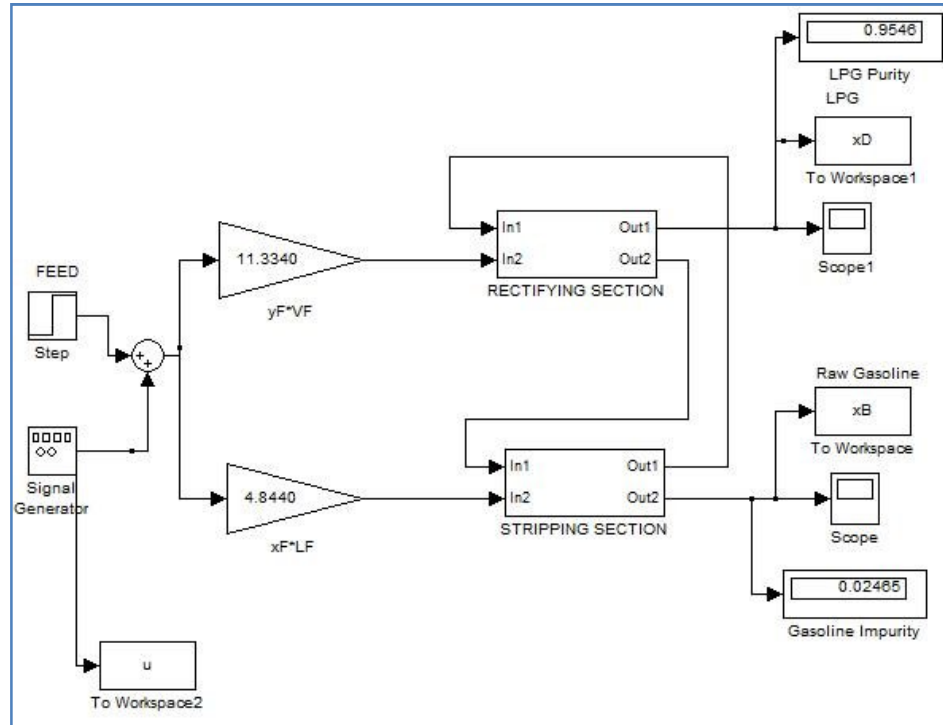 0.9546
LPG Purity
LPG
xD
To Workspace1
In1
Out1
In2
Out2
RECTIFYING SECTION
Scope1
11.3340
yF*VF
FEED
Step
+
+
Raw Gasoline
xB
To Workspace
In1
Out1
In2
Out2
STRIPPING SECTION
Scope
Signal
Generator
4.8440
xF*LF
0.02465
Gasoline Impurity
u
To Workspace2